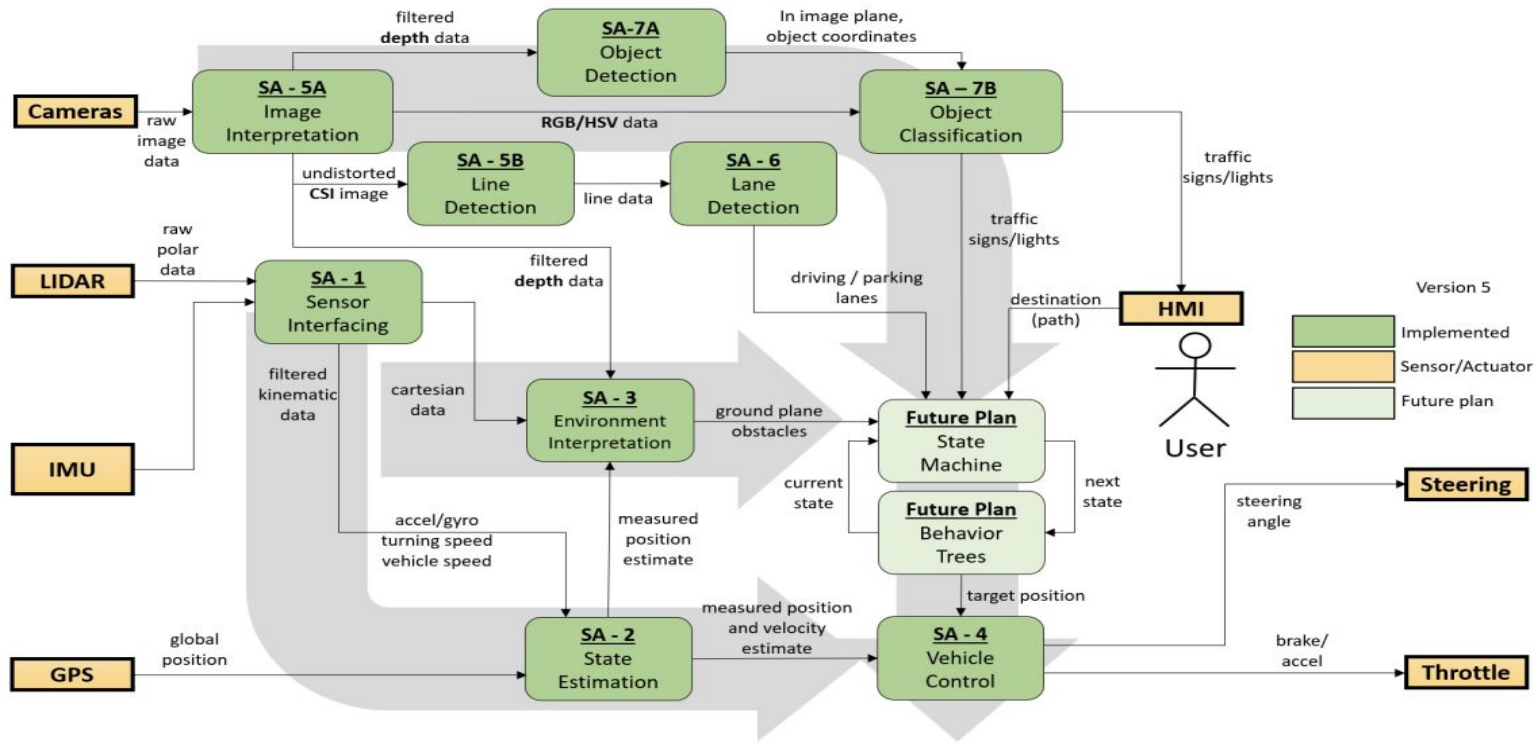 filtered
depth data
SA-7A
Object
Detection
In image plane,
object coordinates
Cameras
raw
image
data
SA - 5A
Image
Interpretation
RGB/HSV data
SA – 7B
Object
Classification
traffic
signs/lights
undistorted
CSI image
SA - 5B
Line
Detection
line data
SA - 6
Lane
Detection
traffic
signs/lights
raw
polar
data
LIDAR
SA - 1
Sensor
Interfacing
filtered
depth data
driving / parking
lanes
destination
(path)
HMI
User
Version 5
Implemented
Sensor/Actuator
Future plan
filtered
kinematic
data
cartesian
data
SA - 3
Environment
Interpretation
ground plane
obstacles
Future Plan
State
Machine
IMU
current
state
next
state
Future Plan
Behavior
Trees
Steering
steering
angle
accel/gyro
turning speed
vehicle speed
measured
position
estimate
target position
global
position
GPS
SA - 2
State
Estimation
measured position
and velocity
estimate
SA - 4
Vehicle
Control
brake/
accel
Throttle